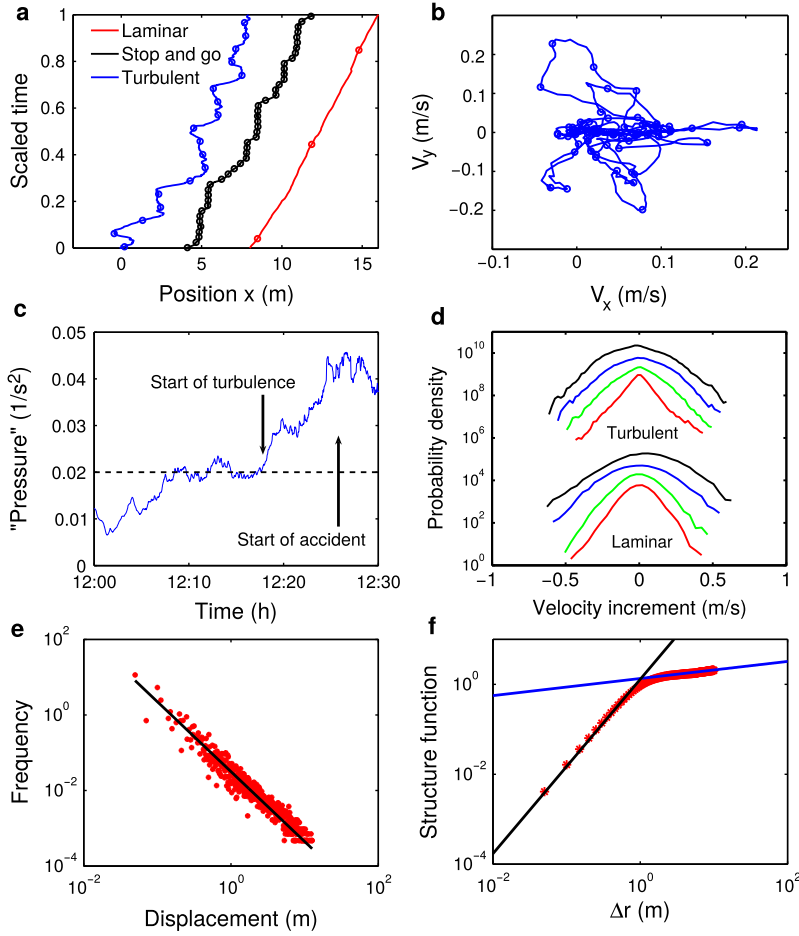 a
Laminar
Stop and go
Turbulent
Scaled time
1
0.8
0.6
0.4
0.2
0
0 5 10 15
Position x (m)
b
V_y (m/s)
0.2
0.1
0
−0.1
−0.2
−0.1 0 0.1 0.2
V_x (m/s)
c
"Pressure" (1/s^2)
0.05
0.04
0.03
0.02
0.01
0
Start of turbulence
Start of accident
12:00 12:10 12:20 12:30
Time (h)
d
Probability density
10^10
10^8
10^6
10^4
10^2
10^0
Turbulent
Laminar
−1 −0.5 0 0.5 1
Velocity increment (m/s)
e
Frequency
10^2
10^0
10^−2
10^−4
10^−2 10^0 10^2
Displacement (m)
f
Structure function
10^0
10^−2
10^−4
10^−2 10^0 10^2
Δr (m)